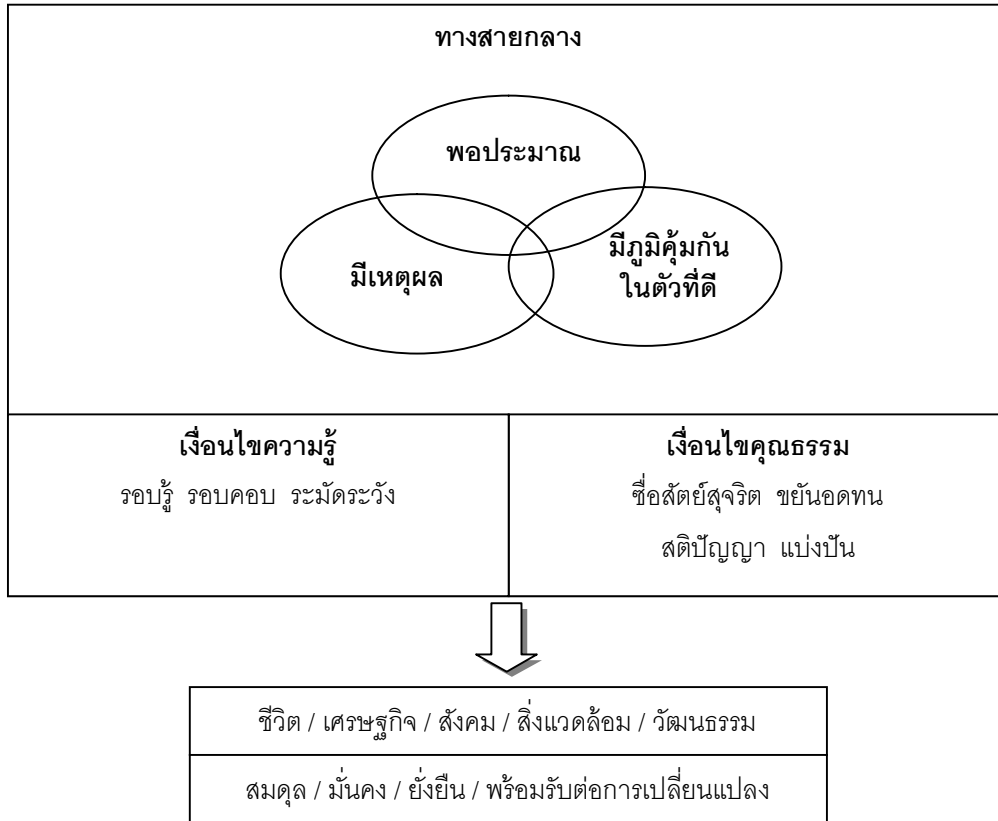 ทางสายกลาง
พอประมาณ
มีเหตุผล
มีภูมิคุ้มกัน
ในตัวที่ดี
เงื่อนไขความรู้
รอบรู้ รอบคอบ ระมัดระวัง
เงื่อนไขคุณธรรม
ซื่อสัตย์สุจริต ขยันอดทน
สติปัญญา แบ่งปัน
ชีวิต / เศรษฐกิจ / สังคม / สิ่งแวดล้อม / วัฒนธรรม
สมดุล / มั่นคง / ยั่งยืน / พร้อมรับต่อการเปลี่ยนแปลง